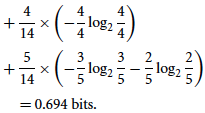 + 4/14 × (−4/4 log₂ 4/4)
+ 5/14 × (−3/5 log₂ 3/5 − 2/5 log₂ 2/5)
= 0.694 bits.